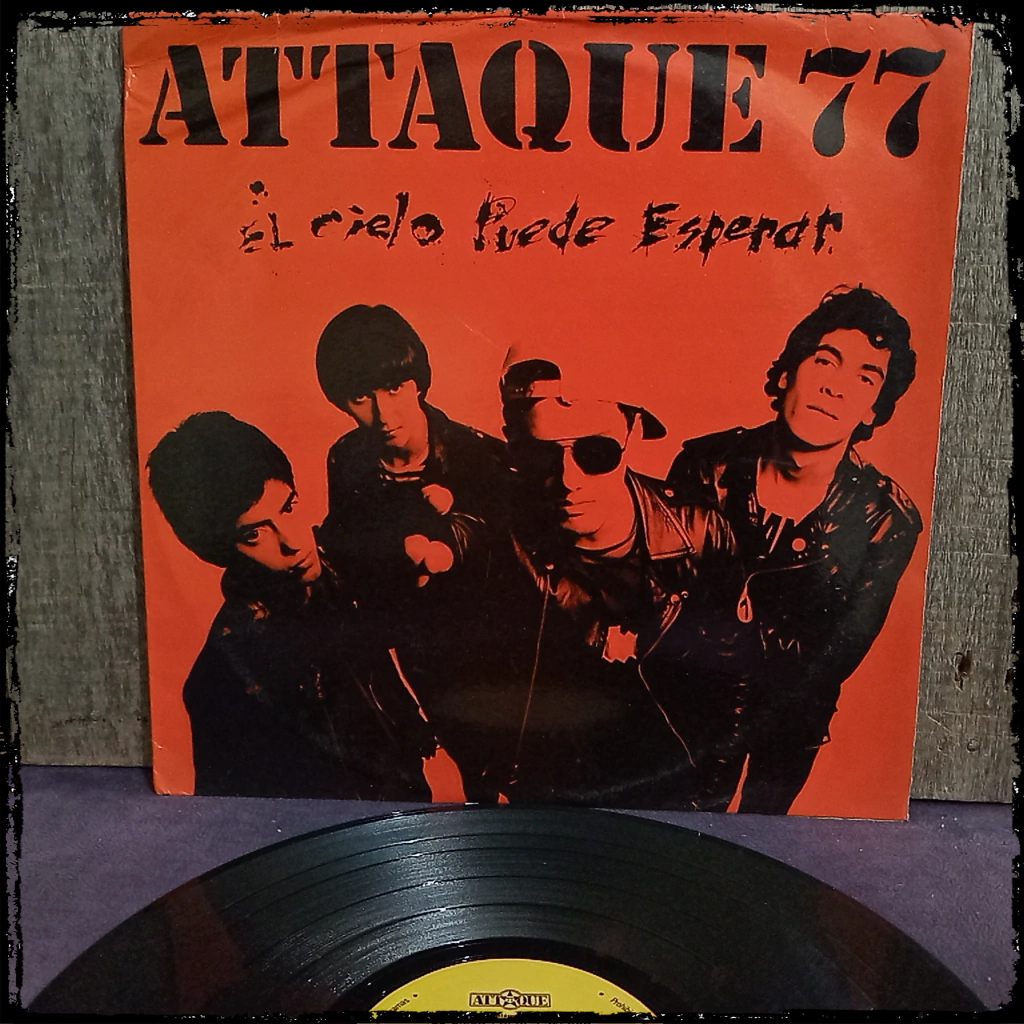 ATTAQUE 77
El cielo Puede Esperar
ATTAQUE